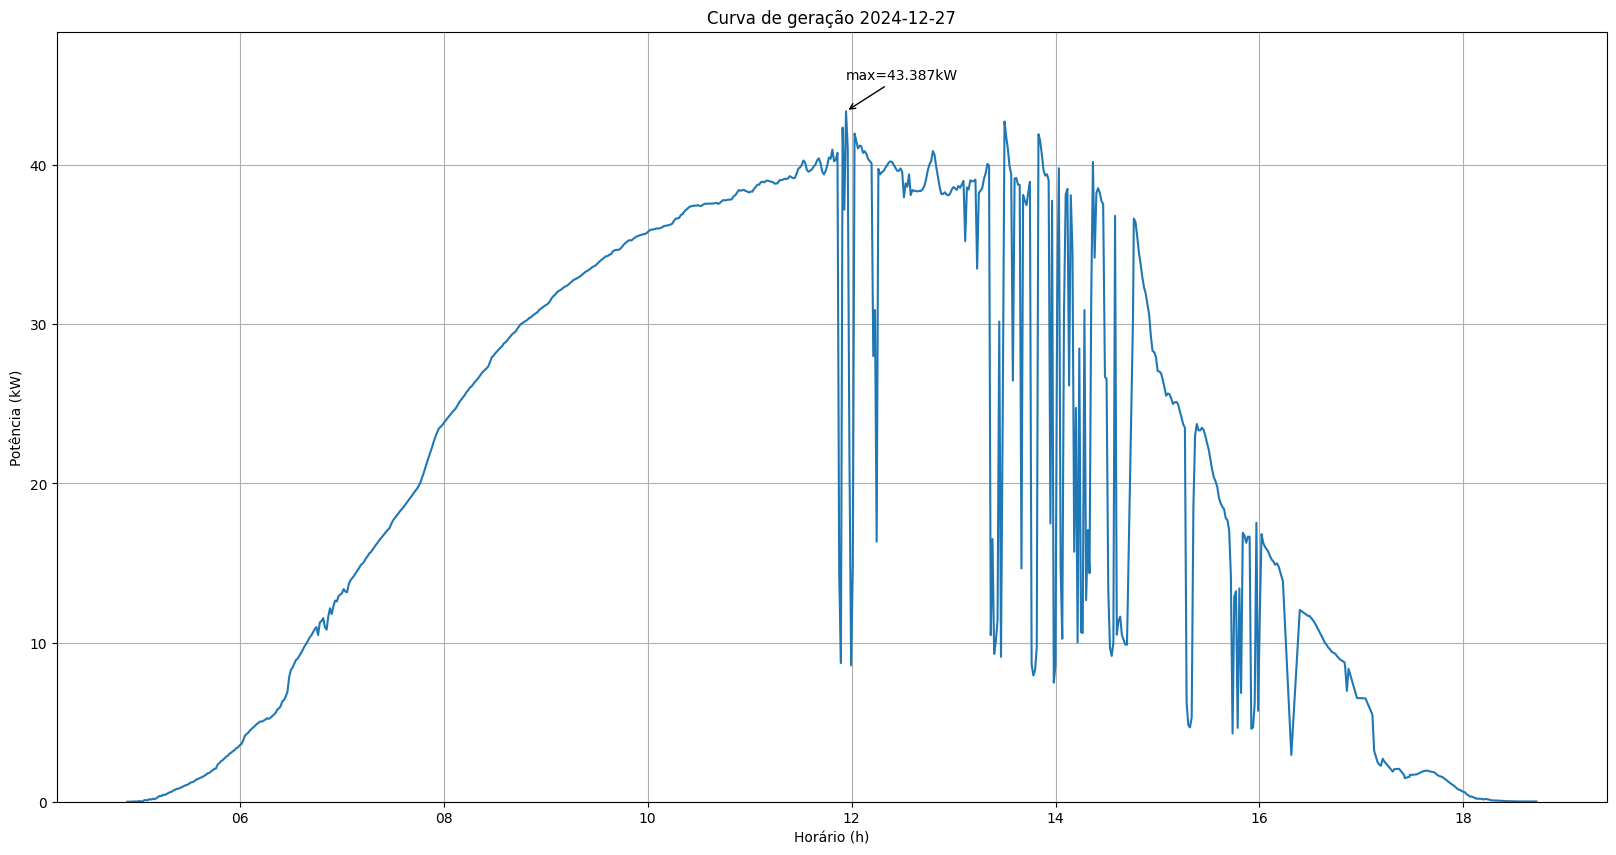 Curva de geração 2024-12-27
max=43.387kW
Potência (kW)
40
30
20
10
0
06 08 10 12 14 16 18
Horário (h)